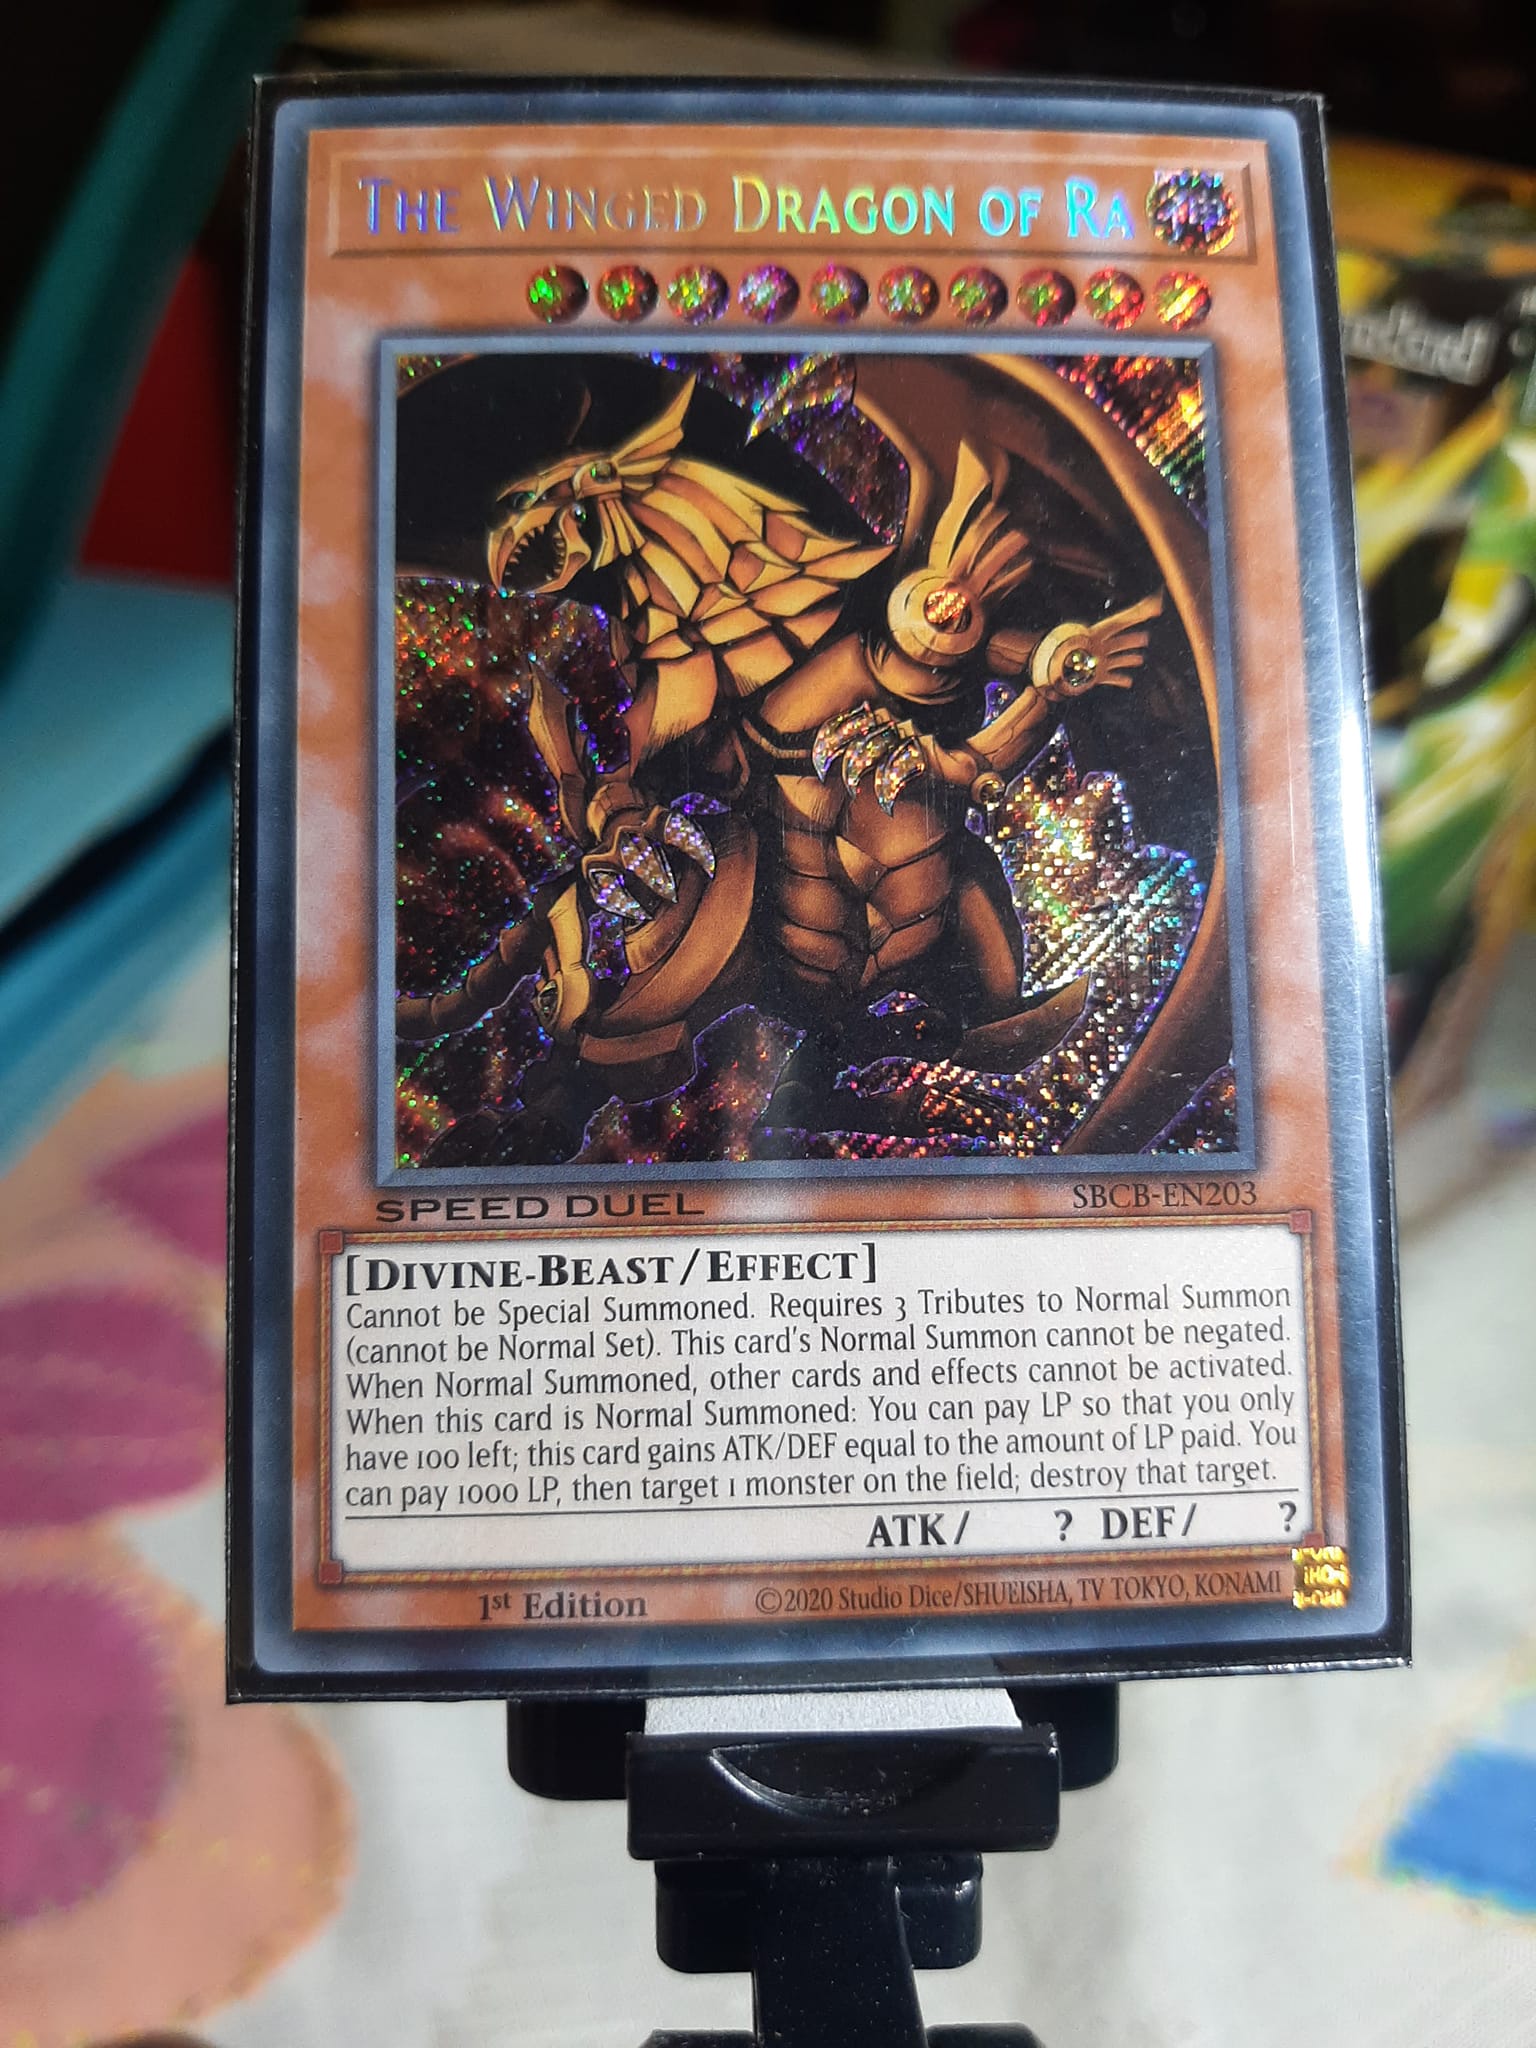 THE WINGED DRAGON OF RA
SPEED DUEL
SBCB-EN203
[DIVINE-BEAST/EFFECT]
Cannot be Special Summoned. Requires 3 Tributes to Normal Summon
(cannot be Normal Set). This card's Normal Summon cannot be negated.
When Normal Summoned, other cards and effects cannot be activated.
When this card is Normal Summoned: You can pay LP so that you only
have 100 left; this card gains ATK/DEF equal to the amount of LP paid. You
can pay 1000 LP, then target 1 monster on the field; destroy that target.
ATK/ ? DEF/ ?
1st Edition
©2020 Studio Dice/SHUEISHA, TV TOKYO, KONAMI